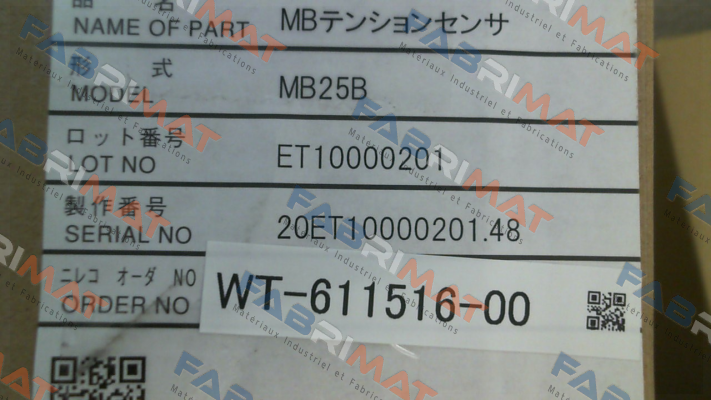 品 名
NAME OF PART MBテンションセンサ
形 式
MODEL MB25B
ロット番号
LOT NO ET10000201
製作番号
SERIAL NO 20ET10000201.48
ニレコ オーダ NO
ORDER NO WT-611516-00
FABRIMAT
Materiaux Industriel et Fabrications